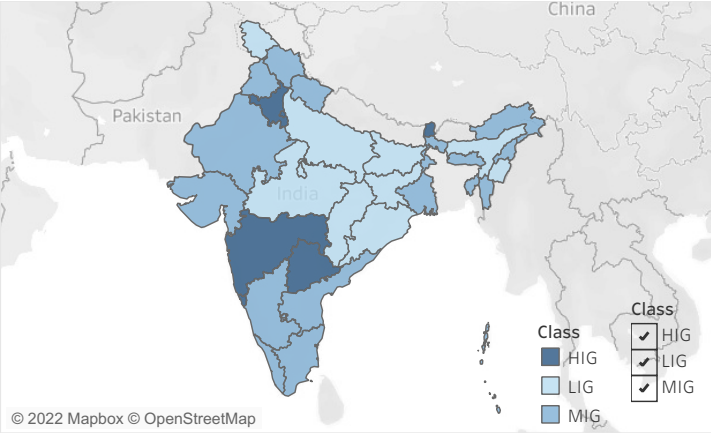 China
Pakistan
India
Class
HIG
LIG
MIG
Class
HIG
LIG
MIG
© 2022 Mapbox © OpenStreetMap